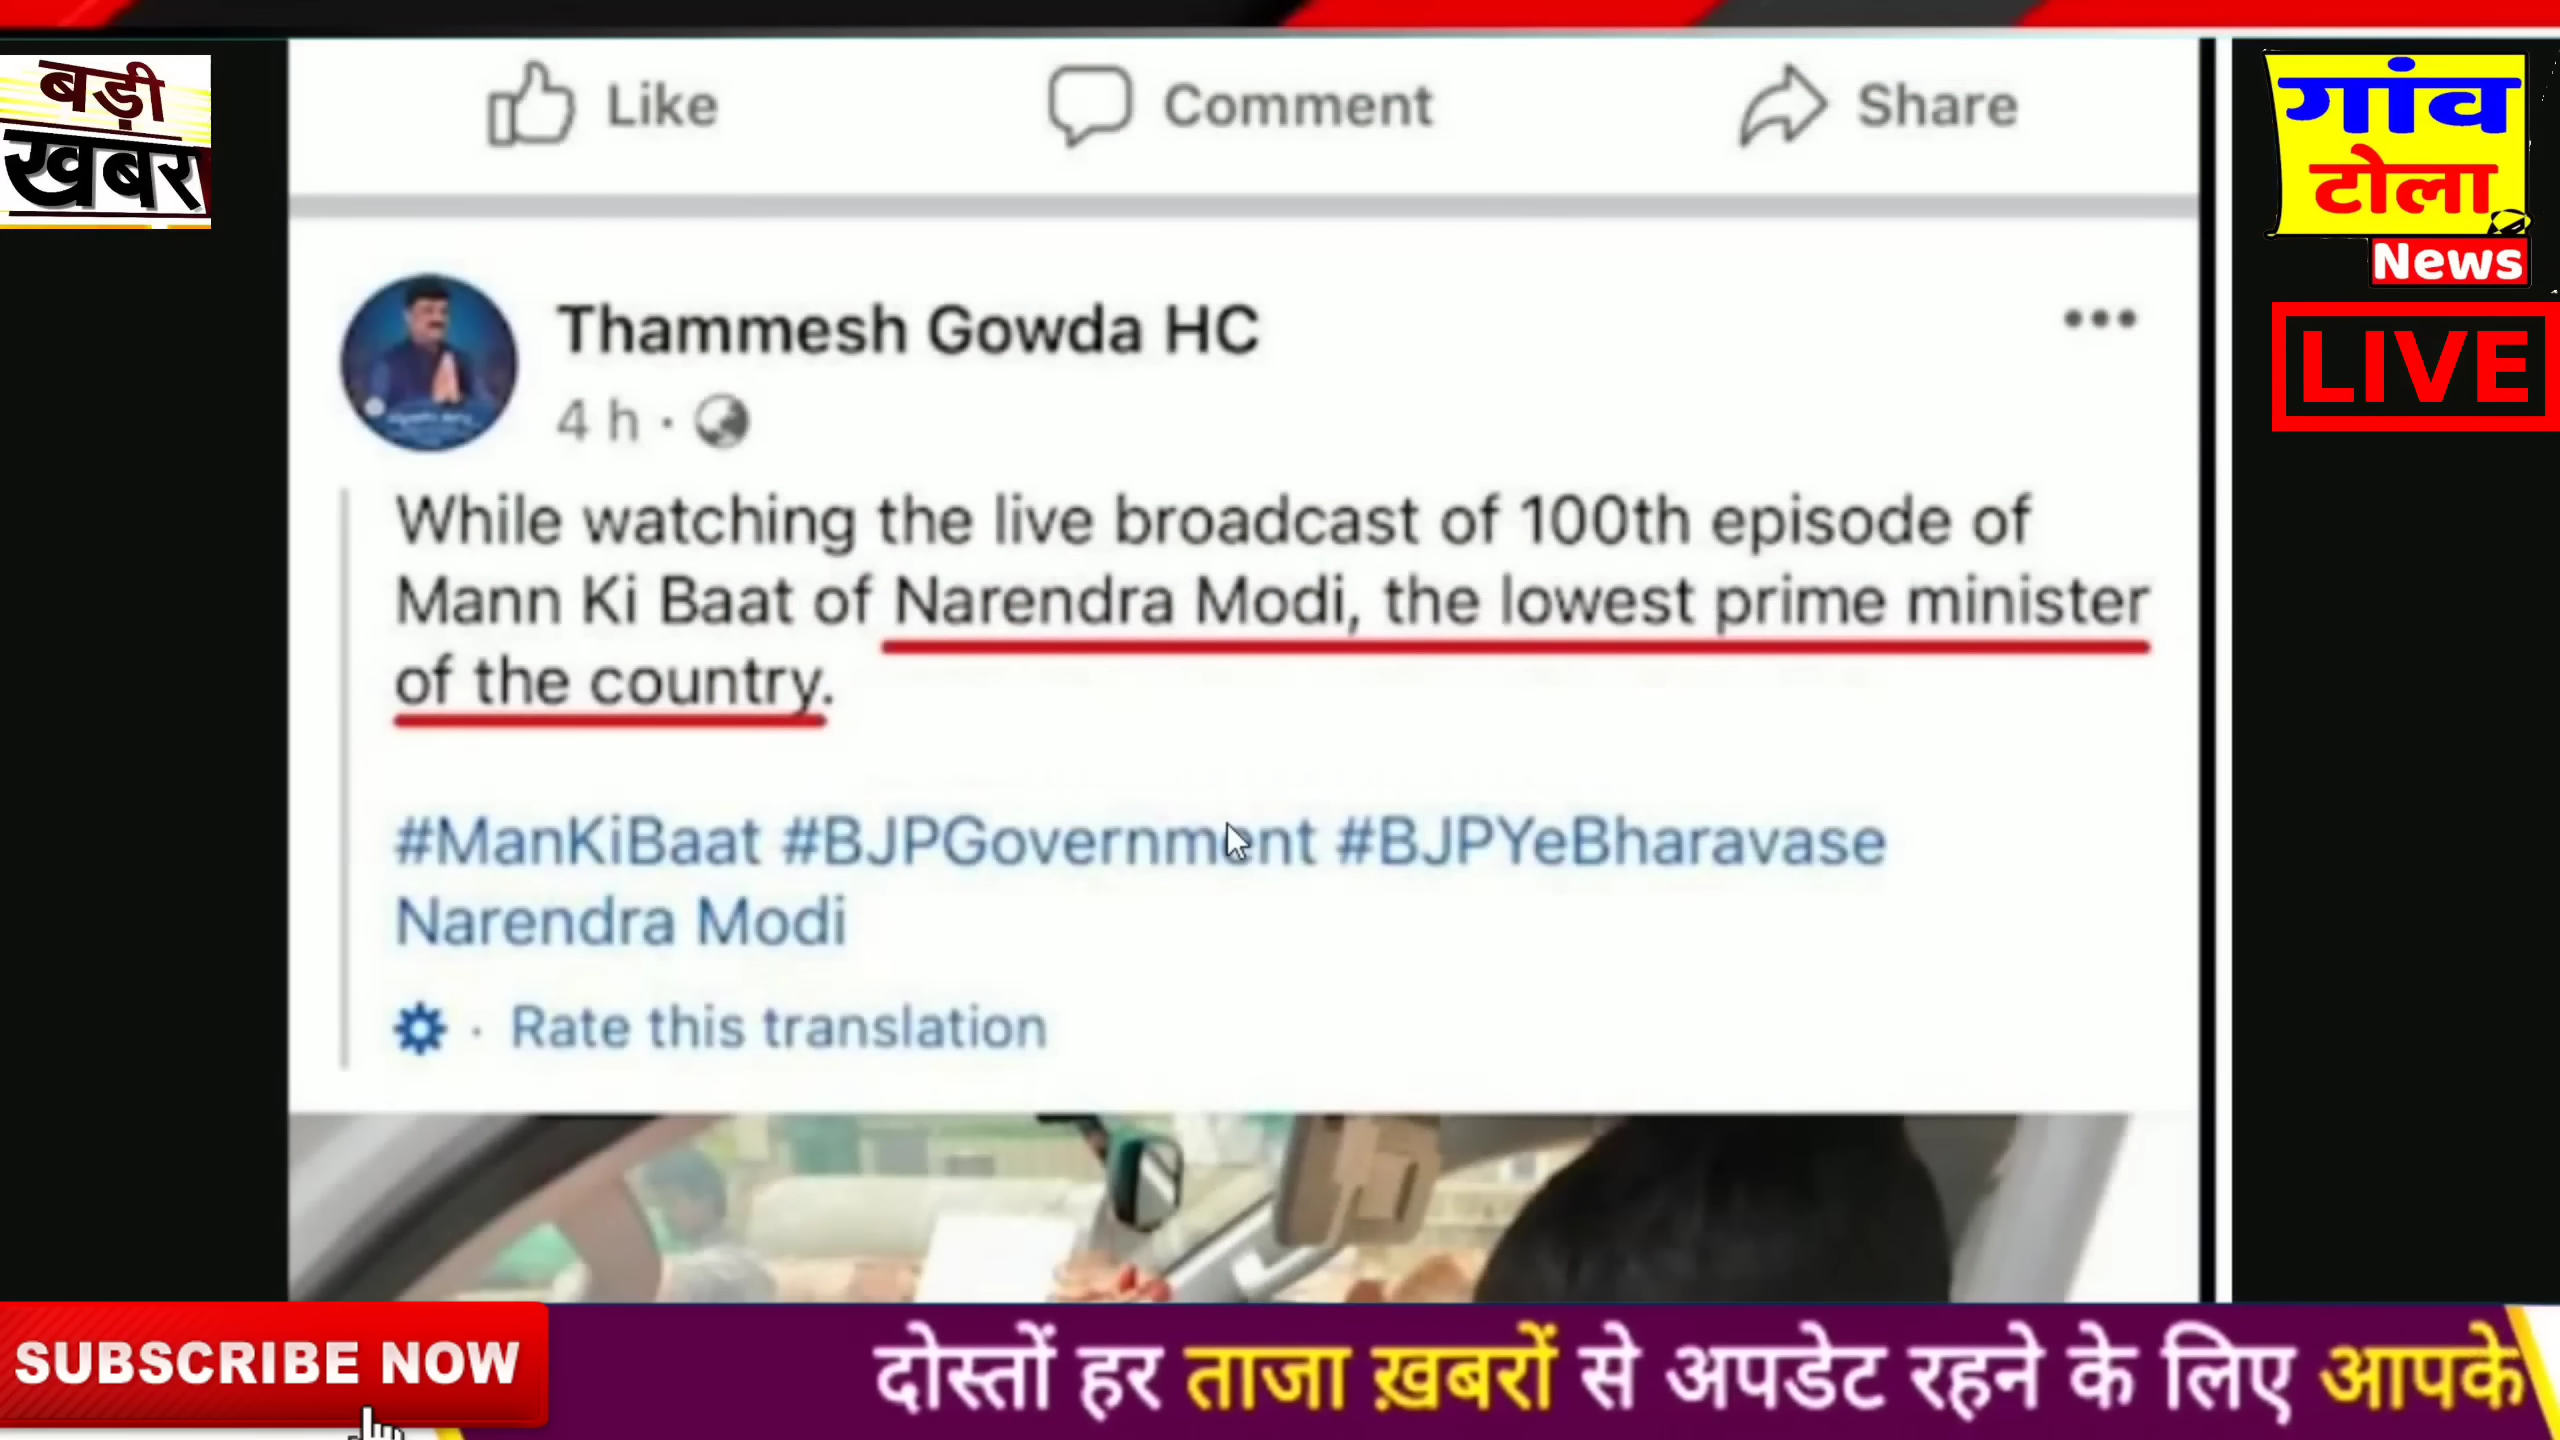 बड़ी
खबर
Like
Comment
Share
गांव
टोला
News
LIVE
Thammesh Gowda HC
4 h ·
While watching the live broadcast of 100th episode of
Mann Ki Baat of Narendra Modi, the lowest prime minister
of the country.
#ManKiBaat #BJPGovernment #BJPYeBharavase
Narendra Modi
· Rate this translation
SUBSCRIBE NOW
दोस्तों हर ताजा ख़बरों से अपडेट रहने के लिए आपके